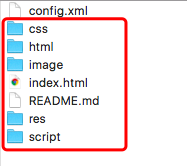 config.xml
css
html
image
index.html
README.md
res
script